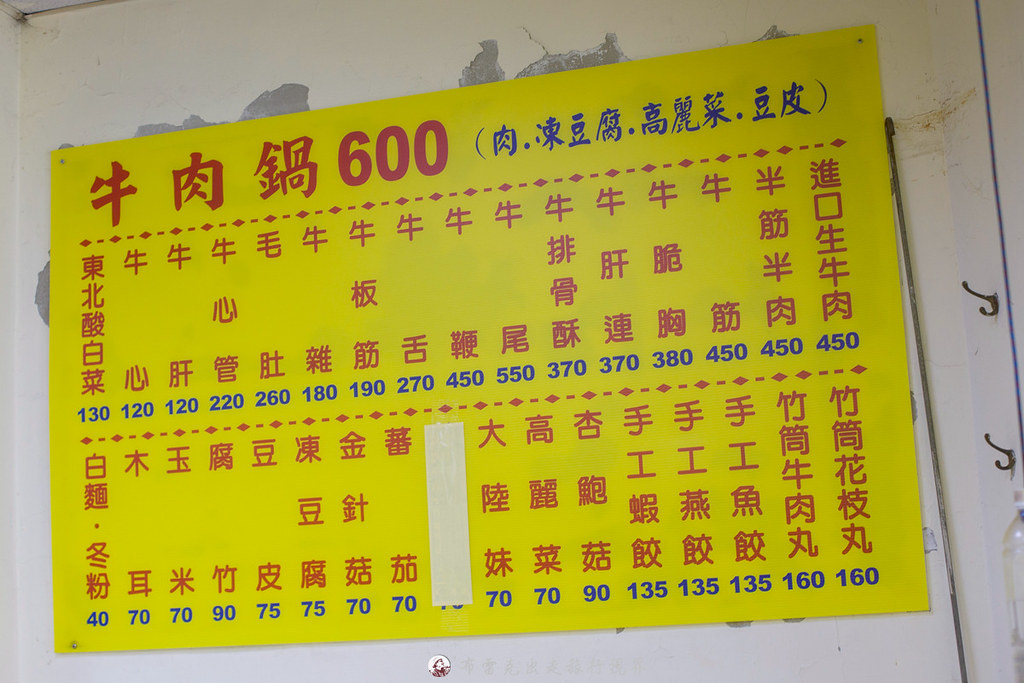 牛肉鍋600（肉.凍豆腐.高麗菜.豆皮）
進口生牛肉 450
半筋半肉 450
牛筋 450
牛脆胸 380
牛肝連 370
牛排骨酥 370
牛尾 550
牛鞭 450
牛舌 270
牛板筋 190
牛雜 180
毛肚 260
牛心管 220
牛肝 120
牛心 120
東北酸白菜 130
竹筒花枝丸 160
竹筒牛肉丸 160
手工魚餃 135
手工燕餃 135
手工蝦餃 135
杏鮑菇 90
高麗菜 70
大陸妹 70
蕃茄 70
金針菇 70
凍豆腐 75
豆皮 75
腐竹 90
玉米 70
木耳 70
白麵.冬粉 40